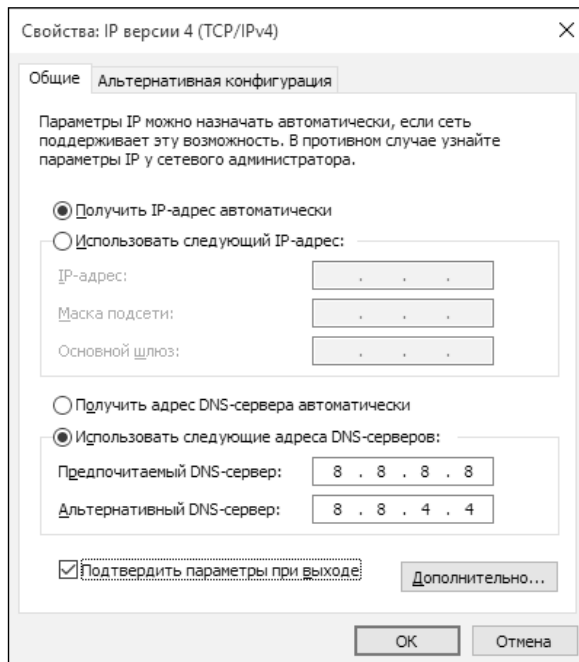 Свойства: IP версии 4 (TCP/IPv4)
Общие Альтернативная конфигурация
Параметры IP можно назначать автоматически, если сеть
поддерживает эту возможность. В противном случае узнайте
параметры IP у сетевого администратора.
Получить IP-адрес автоматически
Использовать следующий IP-адрес:
IP-адрес: . . .
Маска подсети: . . .
Основной шлюз: . . .
Получить адрес DNS-сервера автоматически
Использовать следующие адреса DNS-серверов:
Предпочитаемый DNS-сервер: 8 . 8 . 8 . 8
Альтернативный DNS-сервер: 8 . 8 . 4 . 4
Подтвердить параметры при выходе
Дополнительно...
ОК Отмена